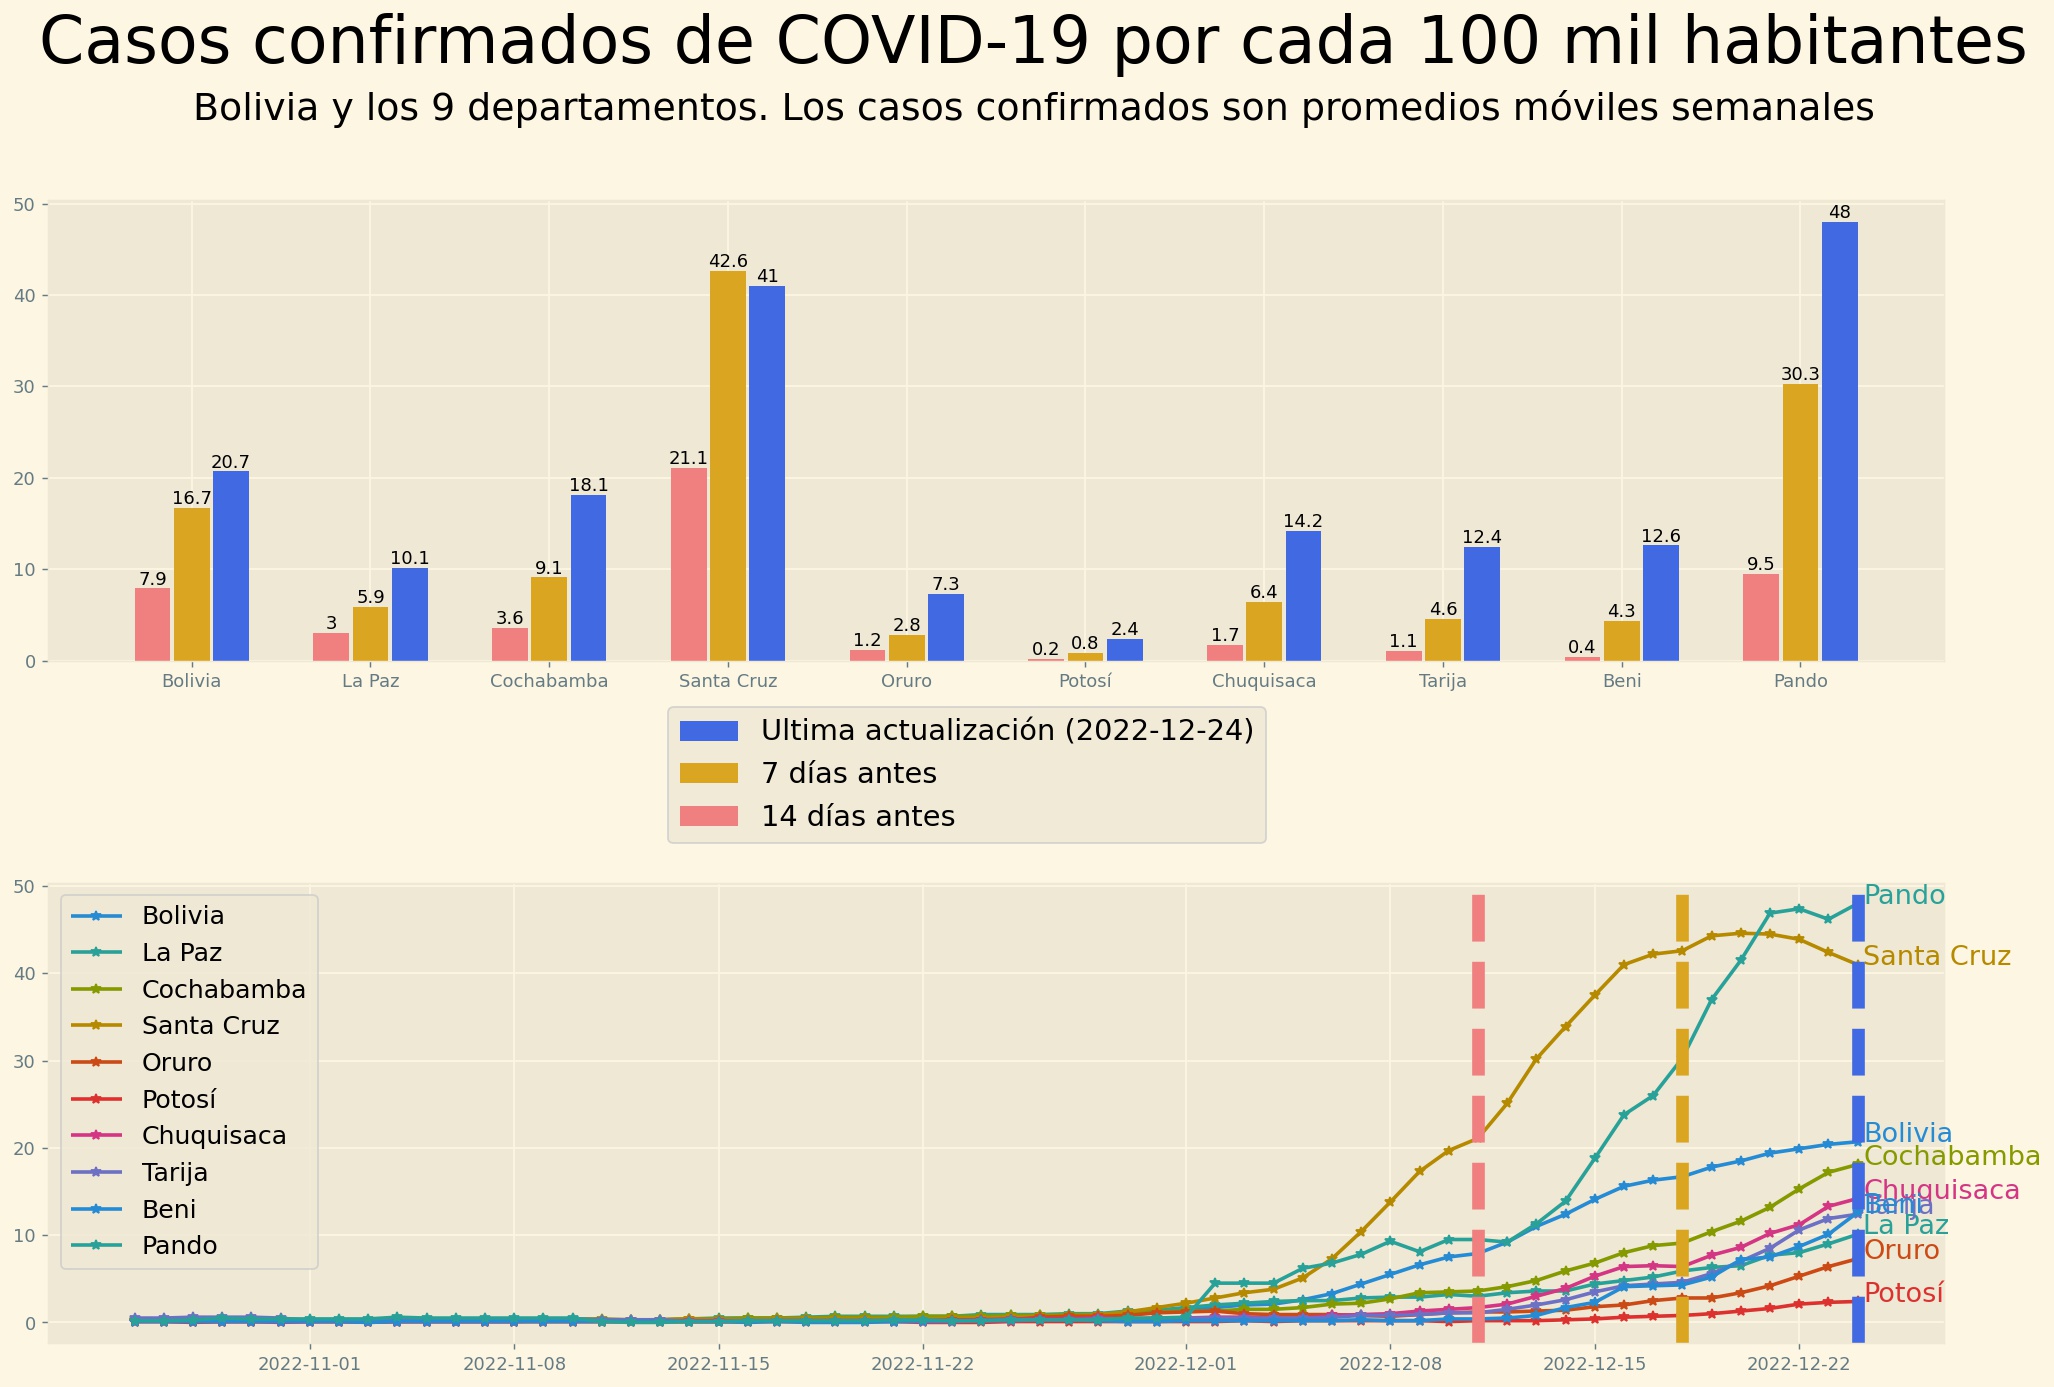 Casos confirmados de COVID-19 por cada 100 mil habitantes
Bolivia y los 9 departamentos. Los casos confirmados son promedios móviles semanales
50
40
30
20
10
0
7.9 16.7 20.7
3 5.9 10.1
3.6 9.1 18.1
21.1 42.6 41
1.2 2.8 7.3
0.2 0.8 2.4
1.7 6.4 14.2
1.1 4.6 12.4
0.4 4.3 12.6
9.5 30.3 48
Bolivia La Paz Cochabamba Santa Cruz Oruro Potosí Chuquisaca Tarija Beni Pando
Ultima actualización (2022-12-24)
7 días antes
14 días antes
50
40
30
20
10
0
Bolivia
La Paz
Cochabamba
Santa Cruz
Oruro
Potosí
Chuquisaca
Tarija
Beni
Pando
Pando
Santa Cruz
Bolivia
Cochabamba
Chuquisaca
Beni
Tarija
La Paz
Oruro
Potosí
2022-11-01 2022-11-08 2022-11-15 2022-11-22 2022-12-01 2022-12-08 2022-12-15 2022-12-22